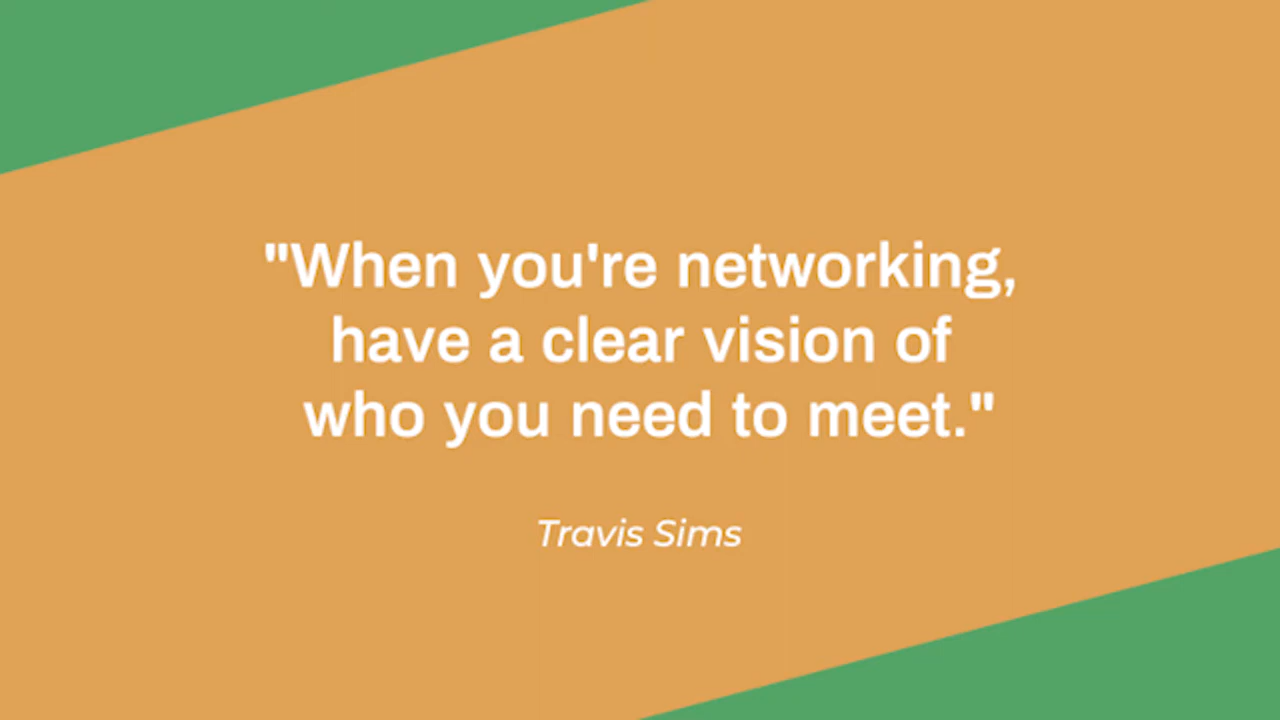 "When you're networking,
have a clear vision of
who you need to meet."
Travis Sims